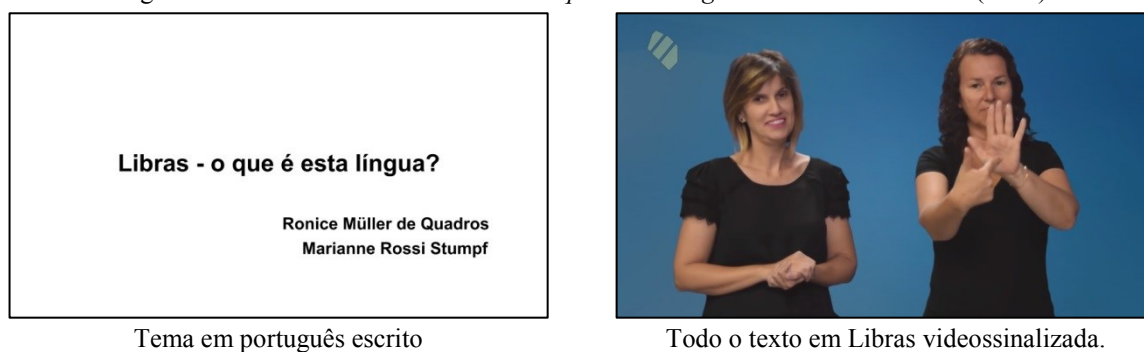 Libras - o que é esta língua?
Ronice Müller de Quadros
Marianne Rossi Stumpf
Tema em português escrito
Todo o texto em Libras videossinalizada.